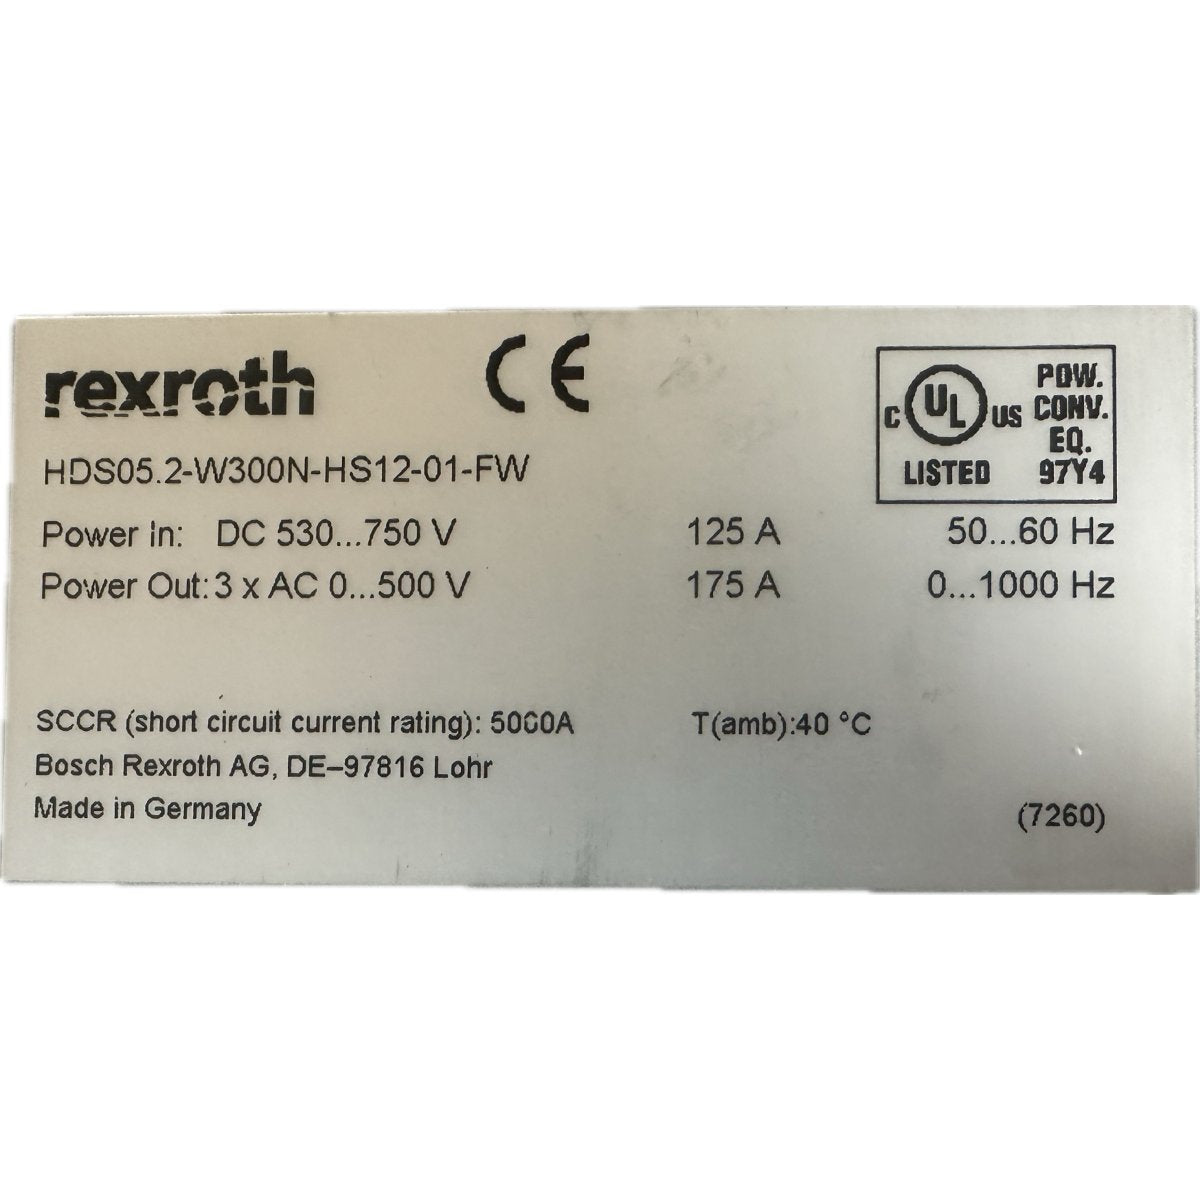 rexroth CE
C UL US LISTED POW. CONV. EQ. 97Y4
HDS05.2-W300N-HS12-01-FW
Power In: DC 530...750 V 125 A 50...60 Hz
Power Out: 3 x AC 0...500 V 175 A 0...1000 Hz
SCCR (short circuit current rating): 5000A T(amb):40 °C
Bosch Rexroth AG, DE–97816 Lohr
Made in Germany (7260)